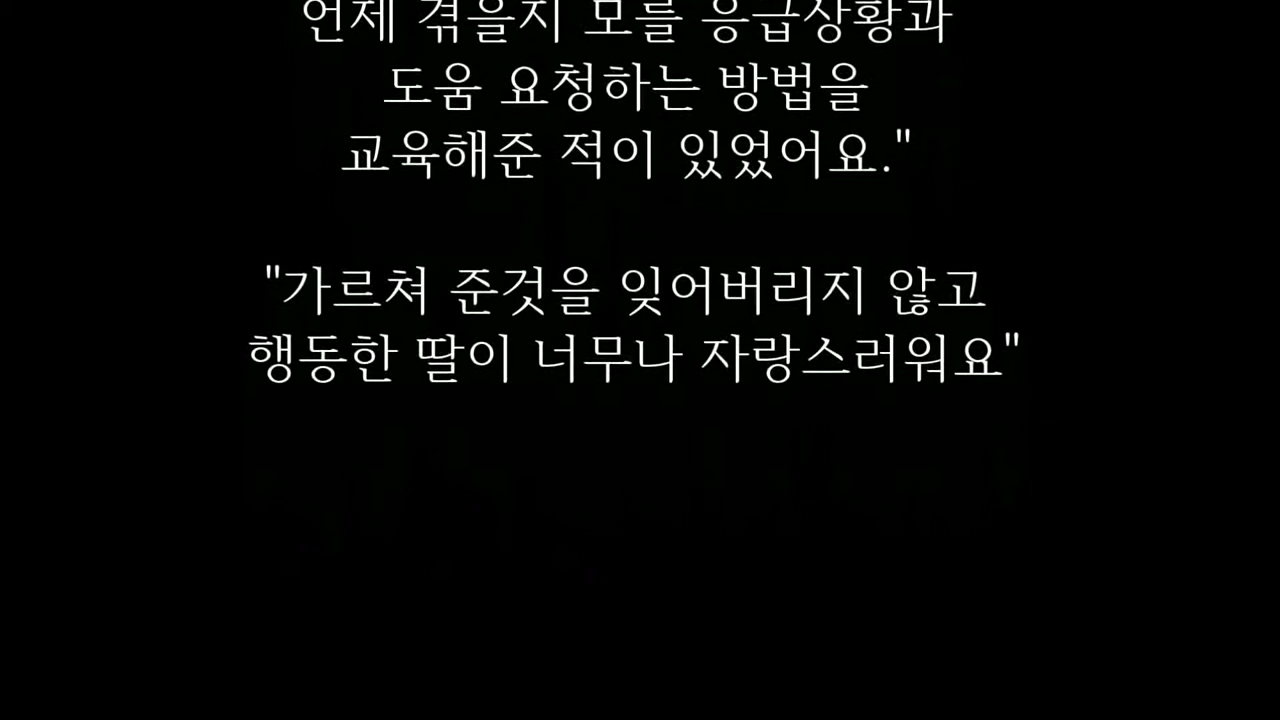 언제 겪을지 모를 응급상황과
도움 요청하는 방법을
교육해준 적이 있었어요."
"가르쳐 준것을 잊어버리지 않고
행동한 딸이 너무나 자랑스러워요"